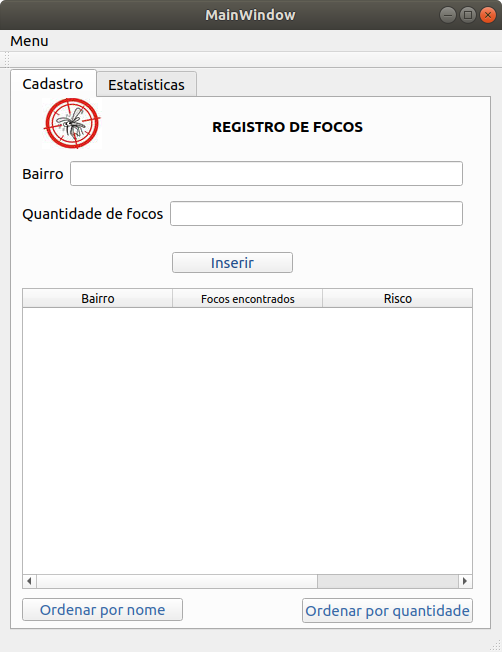 MainWindow
Menu
Cadastro
Estatisticas
REGISTRO DE FOCOS
Bairro
Quantidade de focos
Inserir
Bairro Focos encontrados Risco
Ordenar por nome Ordenar por quantidade